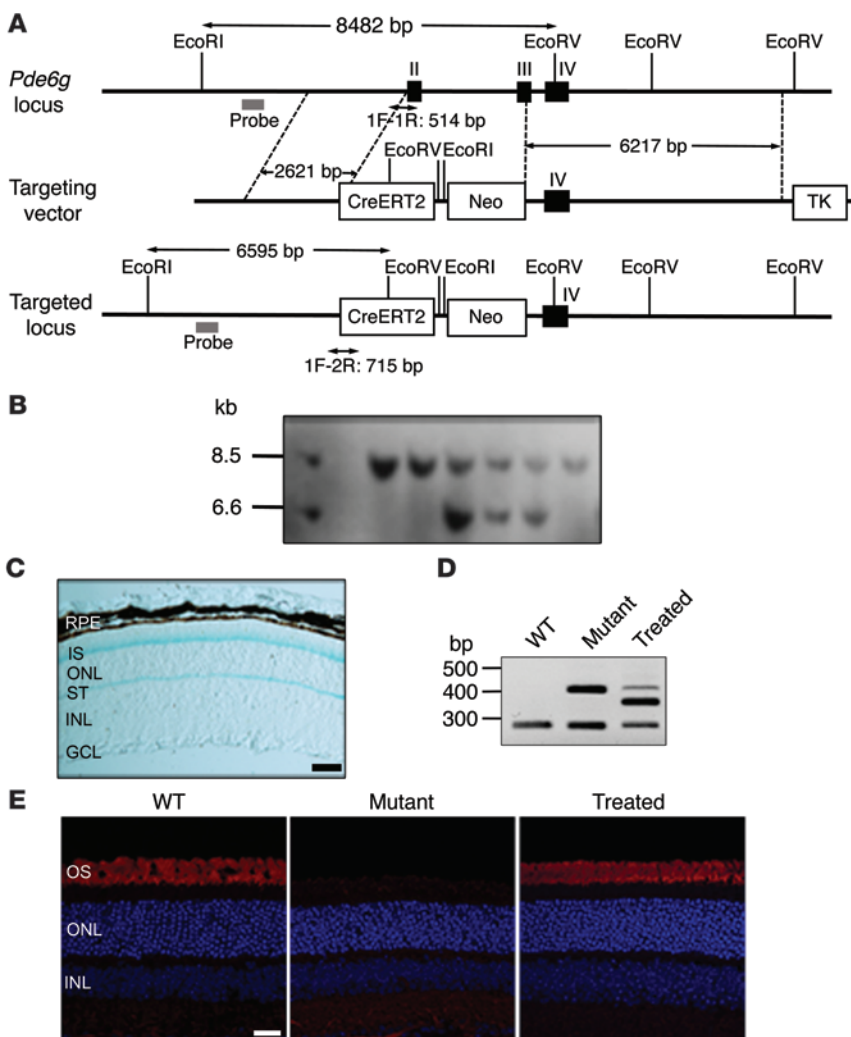 A
8482 bp
EcoRI
EcoRV
EcoRV
EcoRV
II
III
IV
Pde6g
locus
Probe
1F-1R: 514 bp
EcoRV
EcoRI
2621 bp
6217 bp
Targeting
vector
CreERT2
Neo
IV
TK
6595 bp
EcoRI
EcoRV
EcoRI
EcoRV
EcoRV
EcoRV
IV
Targeted
locus
CreERT2
Neo
Probe
1F-2R: 715 bp
B
kb
8.5
6.6
C
RPE
IS
ONL
ST
INL
GCL
D
WT
Mutant
Treated
bp
500
400
300
E
WT
Mutant
Treated
OS
ONL
INL